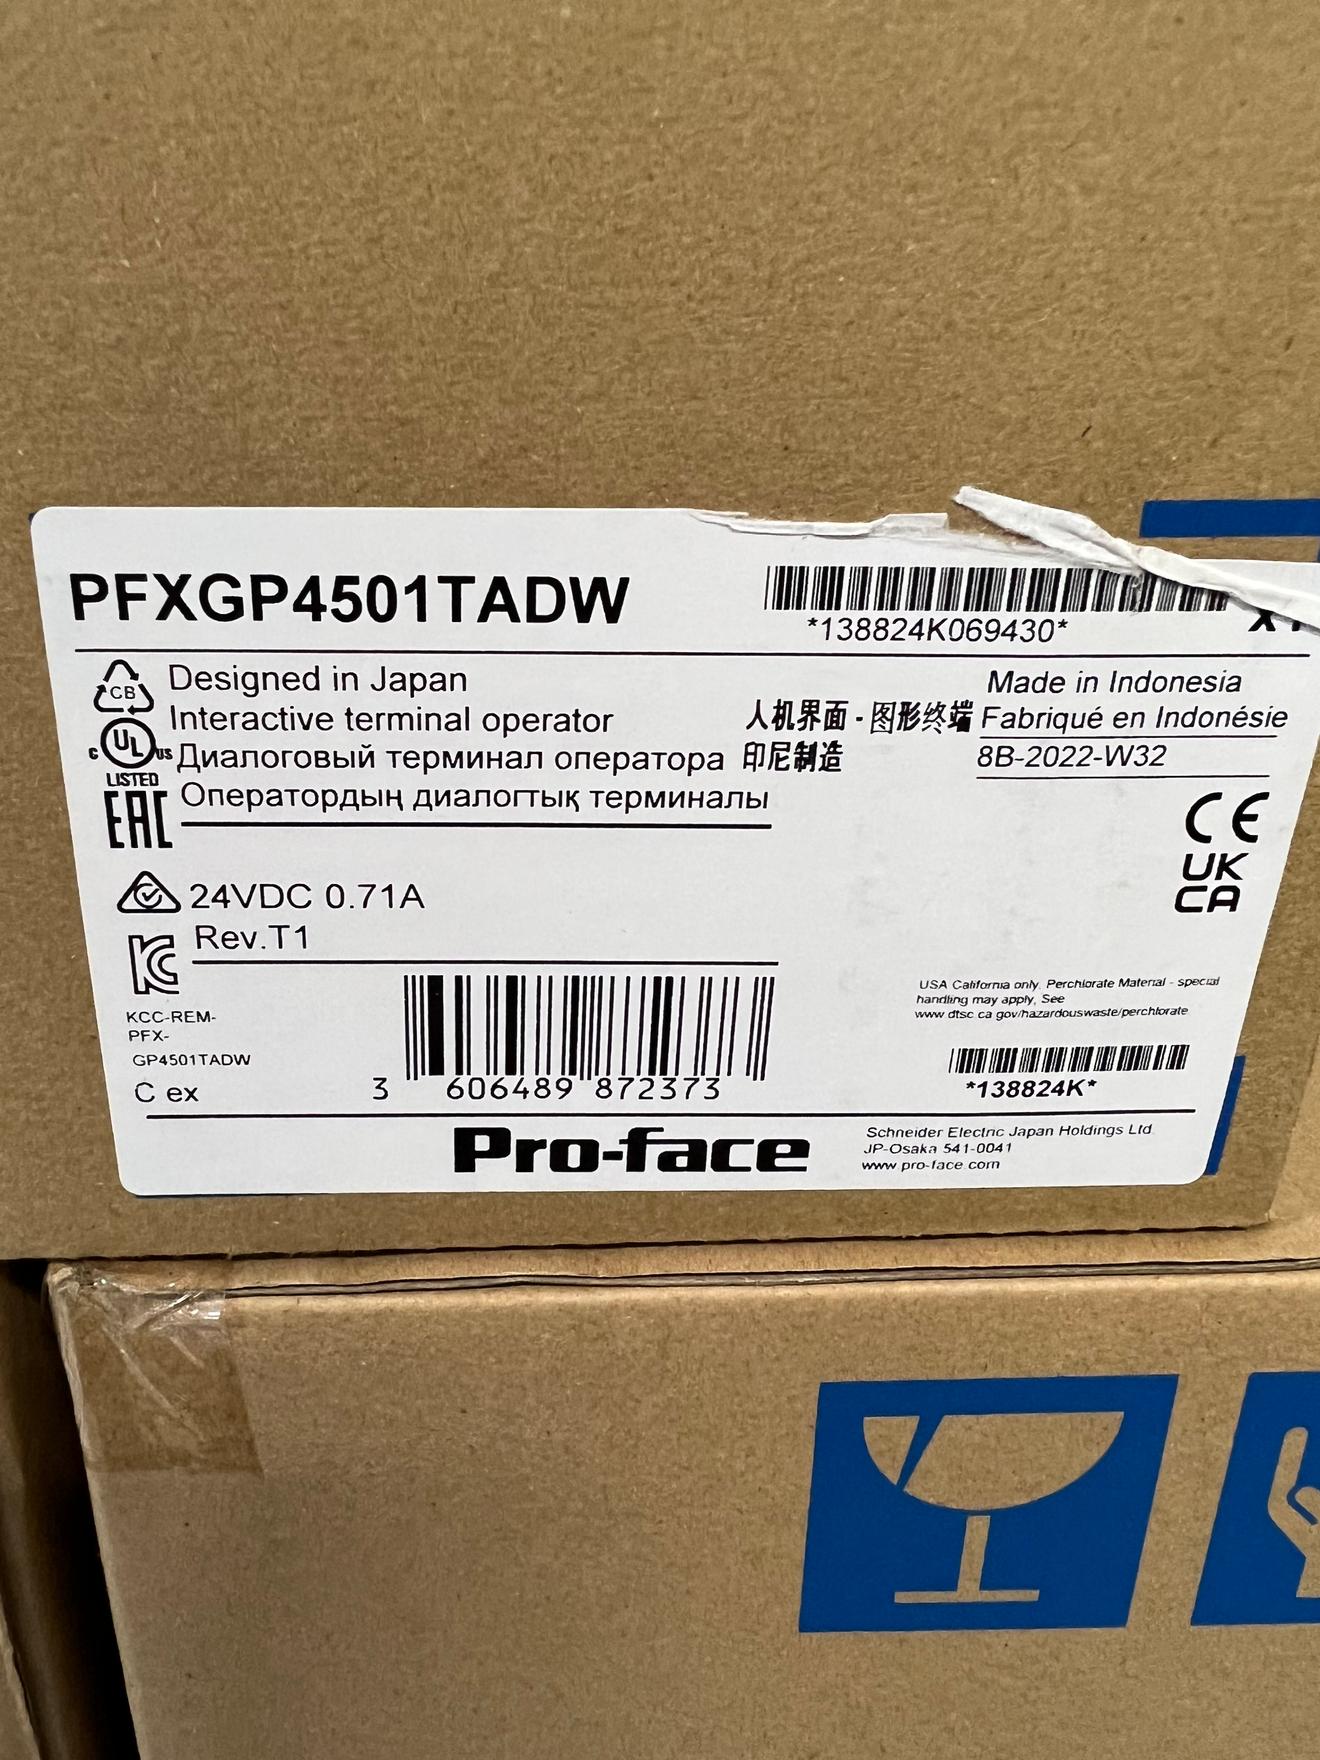 PFXGP4501TADW
*138824K069430*
CB
Designed in Japan
Made in Indonesia
Interactive terminal operator
人机界面 - 图形终端
Fabriqué en Indonésie
C UL US
LISTED
Диалоговый терминал оператора
印尼制造
8B-2022-W32
EAC
Оператордың диалогтық терминалы
CE
UK
CA
24VDC 0.71A
Rev.T1
KCC-REM-
PFX-
GP4501TADW
C ex
3 606489 872373
USA California only. Perchlorate Material - special
handling may apply, See
www.dtsc.ca.gov/hazardouswaste/perchlorate
*138824K*
Pro-face
Schneider Electric Japan Holdings Ltd.
JP-Osaka 541-0041
www.pro-face.com